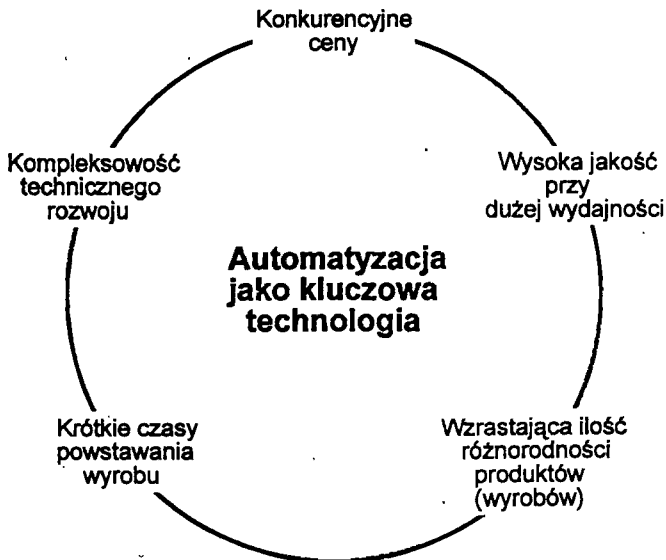 Konkurencyjne
ceny
Kompleksowość
technicznego
rozwoju
Wysoka jakość
przy
dużej wydajności
Automatyzacja
jako kluczowa
technologia
Krótkie czasy
powstawania
wyrobu
Wzrastająca ilość
różnorodności
produktów
(wyrobów)